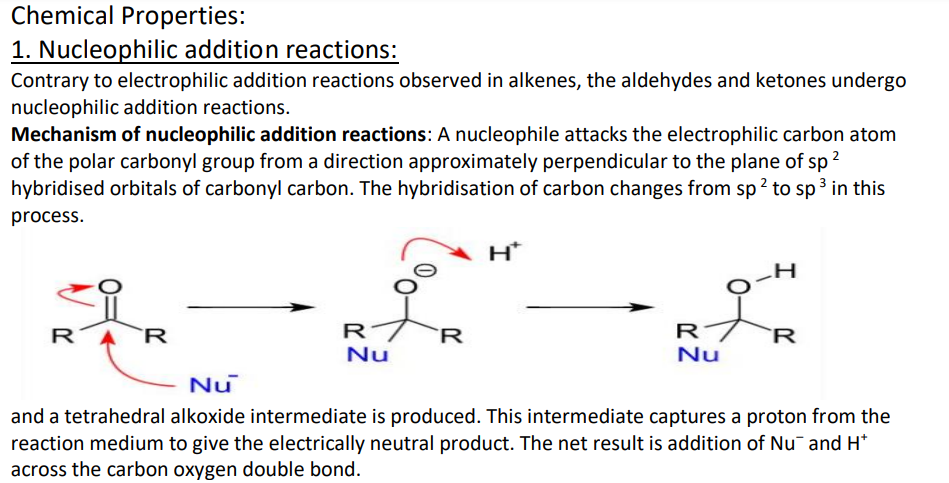 Chemical Properties:
1. Nucleophilic addition reactions:
Contrary to electrophilic addition reactions observed in alkenes, the aldehydes and ketones undergo
nucleophilic addition reactions.
Mechanism of nucleophilic addition reactions: A nucleophile attacks the electrophilic carbon atom
of the polar carbonyl group from a direction approximately perpendicular to the plane of sp ²
hybridised orbitals of carbonyl carbon. The hybridisation of carbon changes from sp ² to sp ³ in this
process.
O R R Nu⁻
O⊖ R R Nu H⁺
O H R R Nu
and a tetrahedral alkoxide intermediate is produced. This intermediate captures a proton from the
reaction medium to give the electrically neutral product. The net result is addition of Nu⁻ and H⁺
across the carbon oxygen double bond.